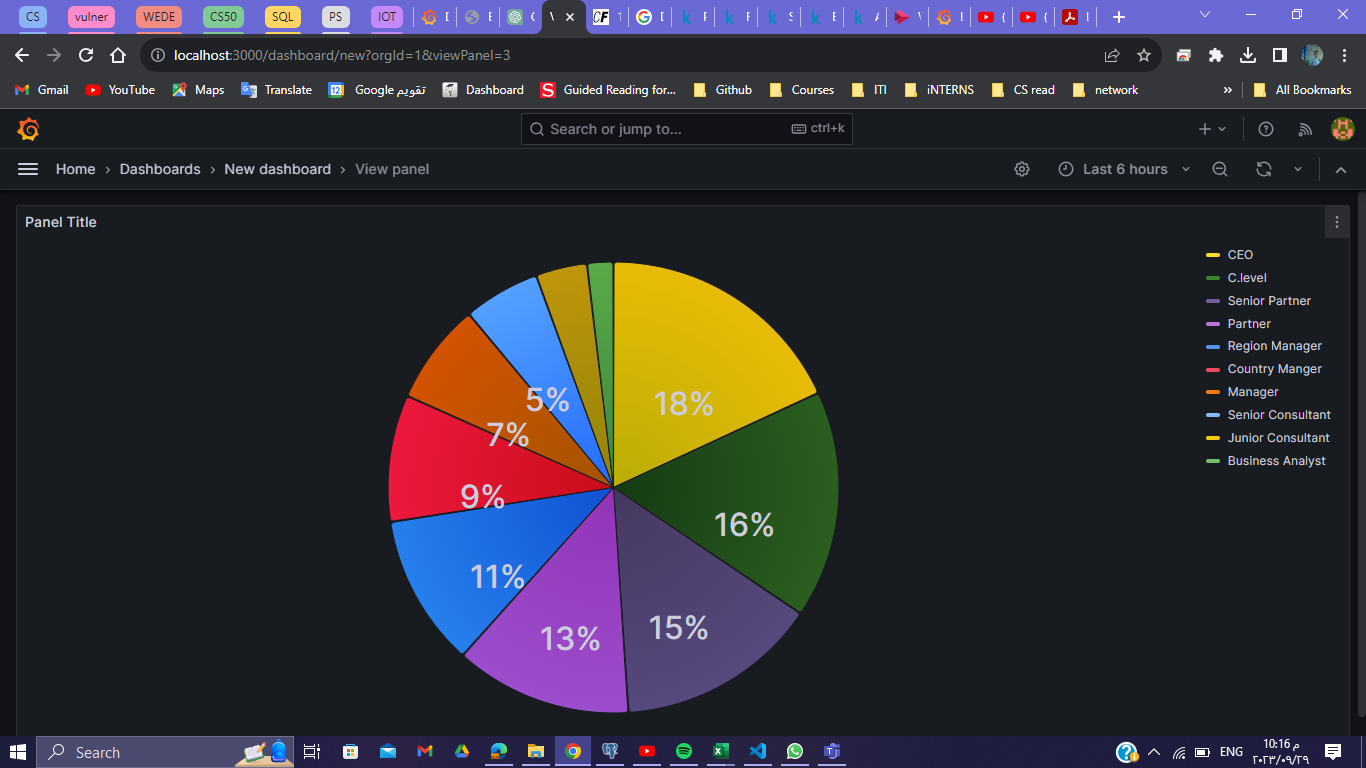 CS vulner WEDE CS50 SQL PS IOT
localhost:3000/dashboard/new?orgId=1&viewPanel=3
Gmail YouTube Maps Translate Google تقويم Dashboard Guided Reading for... Github Courses ITI iNTERNS CS read network » All Bookmarks
Search or jump to... ctrl+k
Home › Dashboards › New dashboard › View panel Last 6 hours
Panel Title
CEO
C.level
Senior Partner
Partner
Region Manager
Country Manger
Manager
Senior Consultant
Junior Consultant
Business Analyst
5%
18%
7%
9%
16%
11%
15%
13%
Search ENG م 10:16
٢٠٢٣/٠٩/٢٩